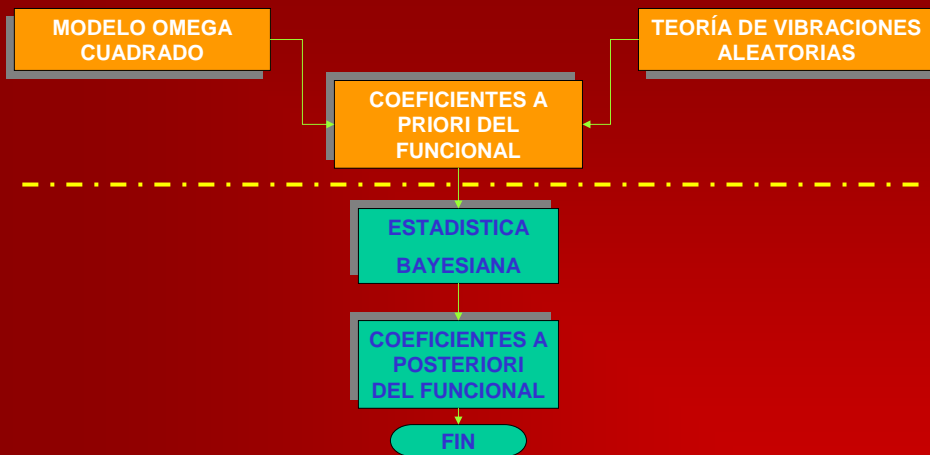 MODELO OMEGA
CUADRADO
TEORÍA DE VIBRACIONES
ALEATORIAS
COEFICIENTES A
PRIORI DEL
FUNCIONAL
ESTADISTICA
BAYESIANA
COEFICIENTES A
POSTERIORI
DEL FUNCIONAL
FIN